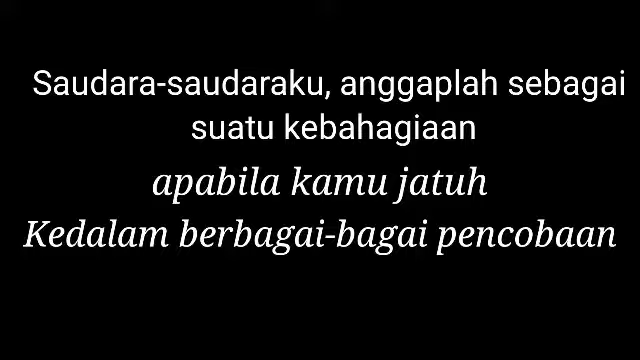 Saudara-saudaraku, anggaplah sebagai
suatu kebahagiaan
apabila kamu jatuh
Kedalam berbagai-bagai pencobaan